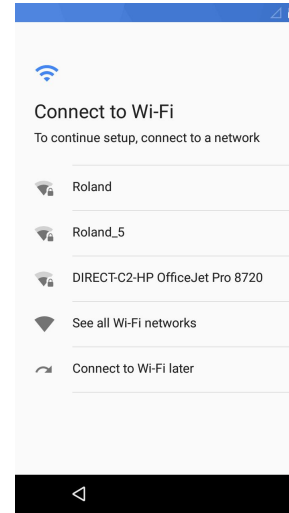 Connect to Wi-Fi
To continue setup, connect to a network
Roland
Roland_5
DIRECT-C2-HP OfficeJet Pro 8720
See all Wi-Fi networks
Connect to Wi-Fi later